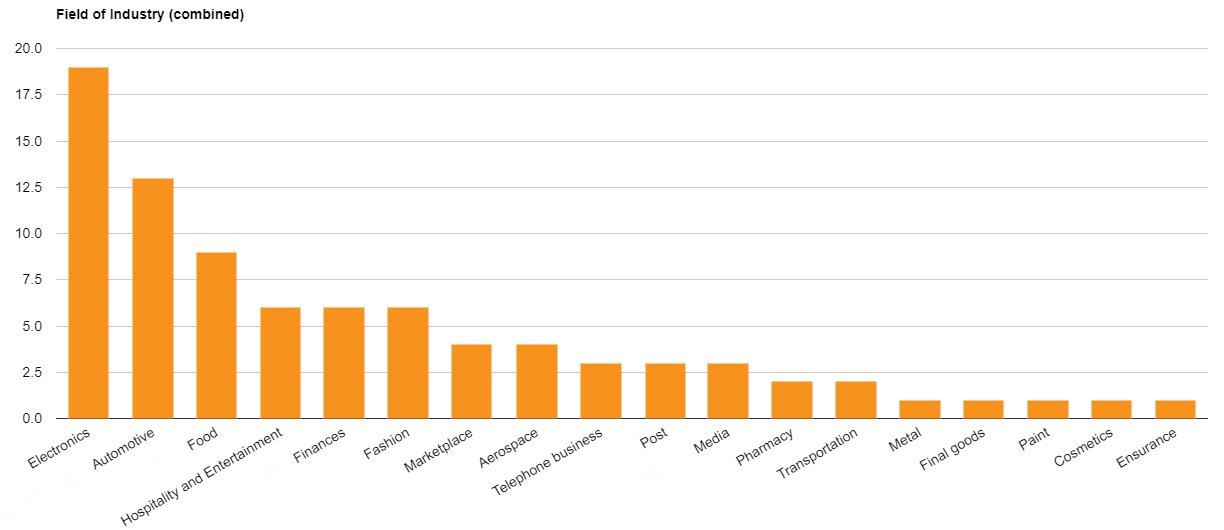 Field of Industry (combined)
20.0
17.5
15.0
12.5
10.0
7.5
5.0
2.5
0.0
Electronics
Automotive
Food
Hospitality and Entertainment
Finances
Fashion
Marketplace
Aerospace
Telephone business
Post
Media
Pharmacy
Transportation
Metal
Final goods
Paint
Cosmetics
Ensurance